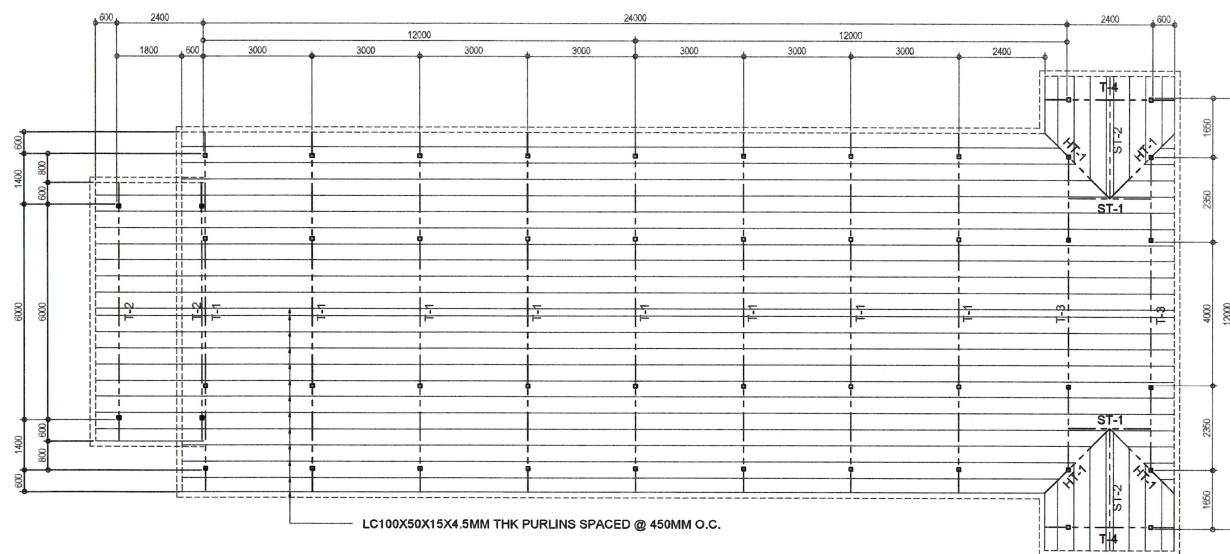 600
2400
24000
2400
600
12000
12000
1800
600
3000
3000
3000
3000
3000
3000
3000
2400
T-4
ST-2
HT-1
HT-1
ST-1
600
1400
6000
1400
600
800
600
6000
600
800
T-2
T-2
T-1
T-1
T-1
T-1
T-1
T-1
T-1
T-1
T-3
T-3
1650
2350
4000
2350
1650
12000
ST-1
HT-1
HT-1
ST-2
T-4
LC100X50X15X4.5MM THK PURLINS SPACED @ 450MM O.C.